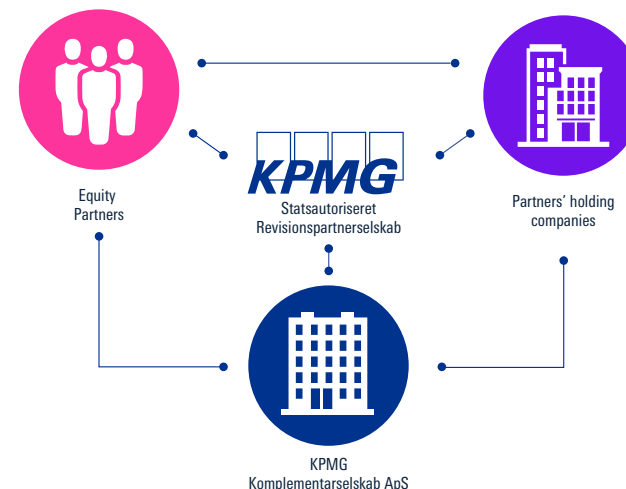 KPMG
Statsautoriseret
Revisionspartnerselskab
Equity
Partners
Partners' holding
companies
KPMG
Komplementarselskab ApS